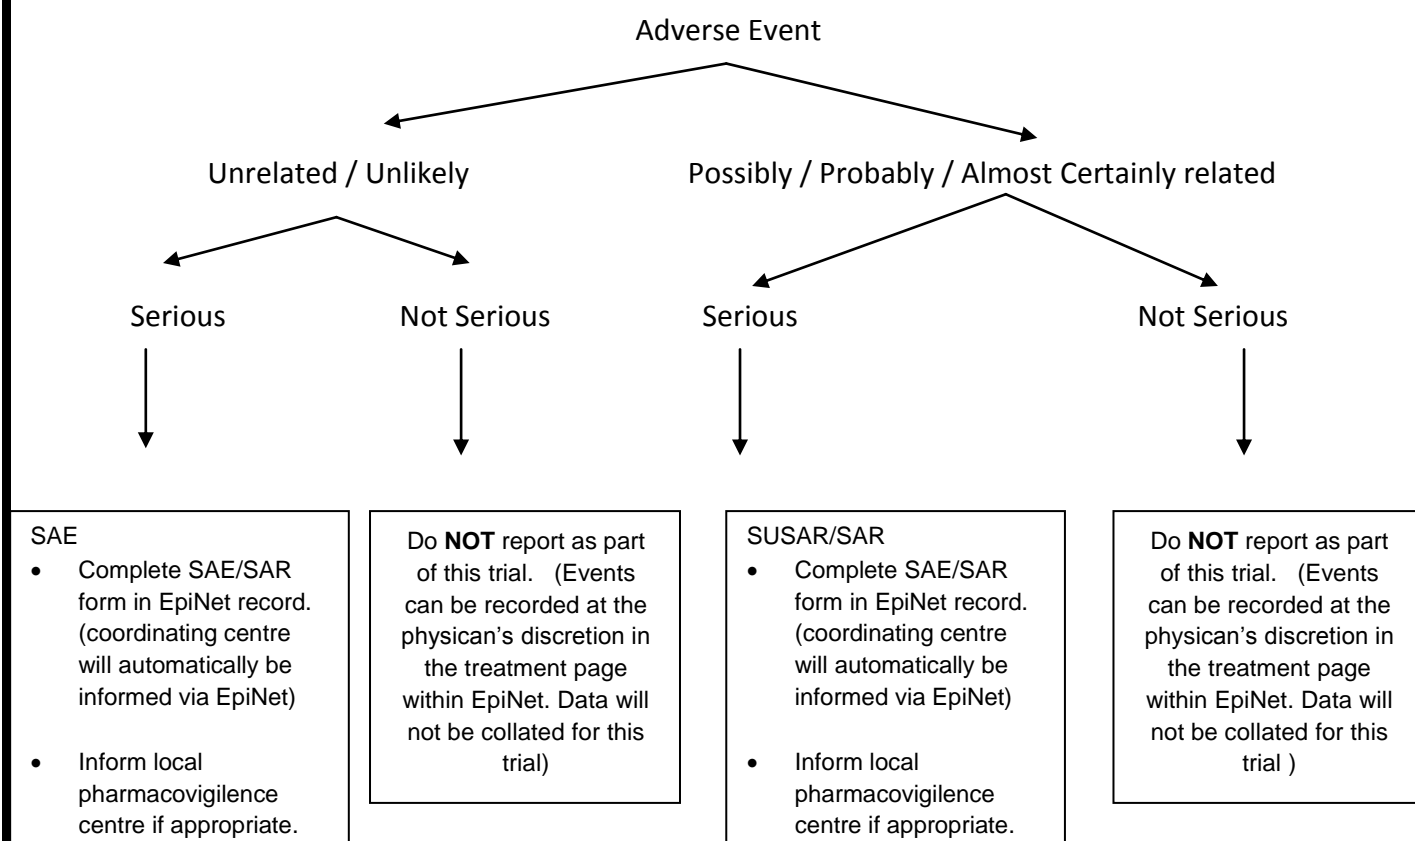 Adverse Event
Unrelated / Unlikely
Possibly / Probably / Almost Certainly related
Serious
Not Serious
Serious
Not Serious
SAE
• Complete SAE/SAR
form in EpiNet record.
(coordinating centre
will automatically be
informed via EpiNet)
• Inform local
pharmacovigilence
centre if appropriate.
Do NOT report as part
of this trial. (Events
can be recorded at the
physican’s discretion in
the treatment page
within EpiNet. Data will
not be collated for this
trial)
SUSAR/SAR
• Complete SAE/SAR
form in EpiNet record.
(coordinating centre
will automatically be
informed via EpiNet)
• Inform local
pharmacovigilence
centre if appropriate.
Do NOT report as part
of this trial. (Events
can be recorded at the
physican’s discretion in
the treatment page
within EpiNet. Data will
not be collated for this
trial )